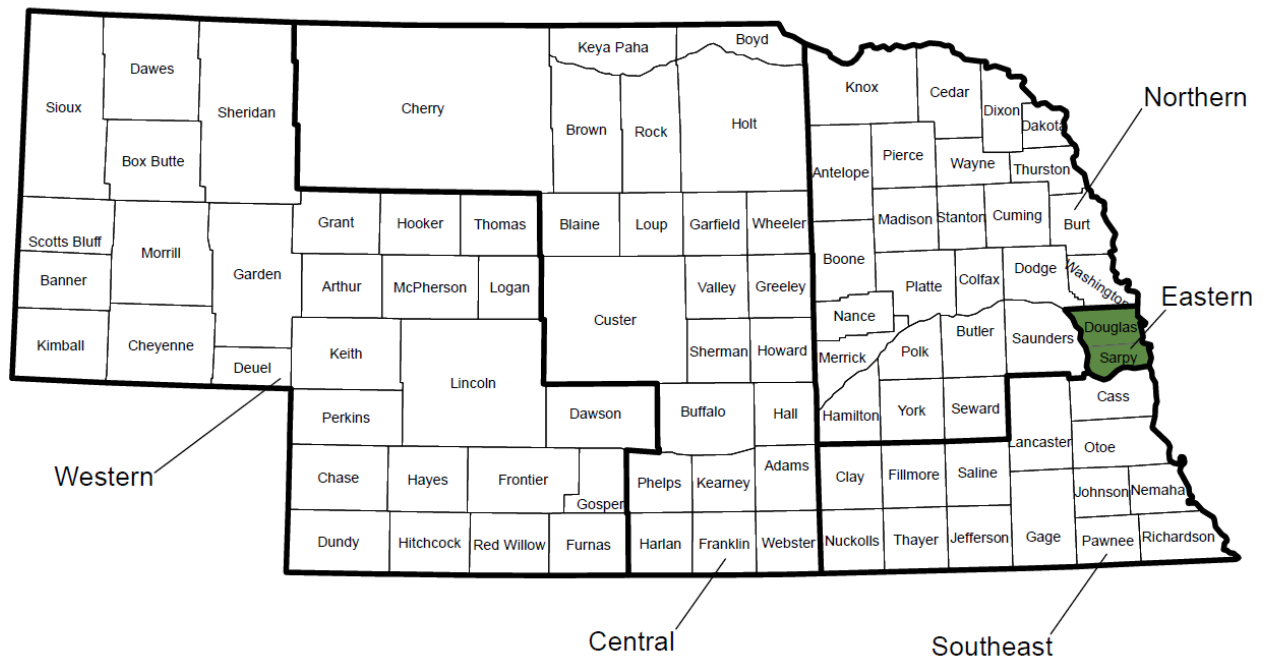 Keya Paha
Boyd
Dawes
Knox
Cedar
Northern
Sioux
Sheridan
Cherry
Dixon
Brown
Rock
Holt
Dakota
Box Butte
Pierce
Wayne
Antelope
Thurston
Grant
Hooker
Thomas
Blaine
Loup
Garfield
Wheeler
Madison
Stanton
Cuming
Burt
Scotts Bluff
Morrill
Garden
Boone
Dodge
Washington
Banner
Arthur
McPherson
Logan
Valley
Greeley
Platte
Colfax
Eastern
Custer
Nance
Douglas
Kimball
Cheyenne
Keith
Sherman
Howard
Merrick
Polk
Butler
Saunders
Sarpy
Deuel
Lincoln
Perkins
Dawson
Buffalo
Hall
Hamilton
York
Seward
Cass
Lancaster
Otoe
Western
Chase
Hayes
Frontier
Gosper
Phelps
Kearney
Adams
Clay
Fillmore
Saline
Johnson
Nemaha
Dundy
Hitchcock
Red Willow
Furnas
Harlan
Franklin
Webster
Nuckolls
Thayer
Jefferson
Gage
Pawnee
Richardson
Central
Southeast